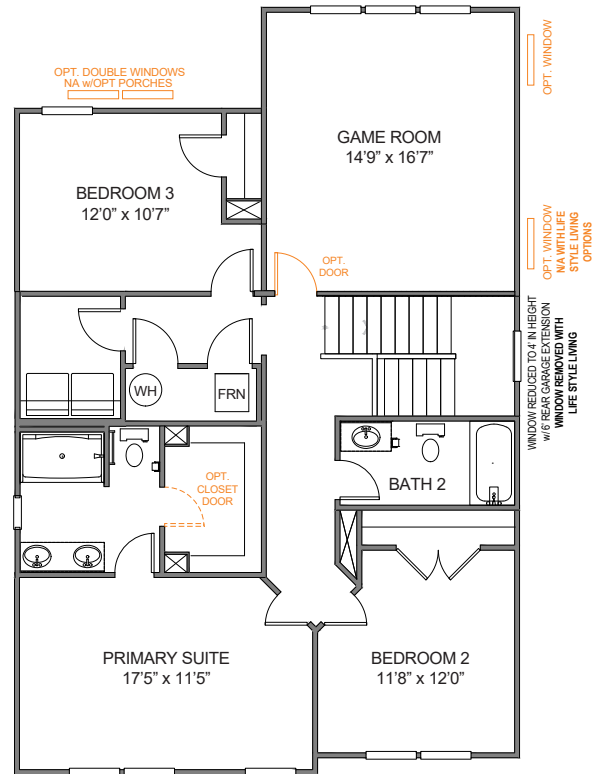 OPT. DOUBLE WINDOWS
NA w/OPT PORCHES
OPT. WINDOW
GAME ROOM
14'9" x 16'7"
BEDROOM 3
12'0" x 10'7"
OPT.
DOOR
OPT. WINDOW
N/A WITH LIFE
STYLE LIVING
OPTIONS
WINDOW REDUCED TO 4' IN HEIGHT
w/ 6' REAR GARAGE EXTENSION
WINDOW REMOVED WITH
LIFE STYLE LIVING
WH
FRN
OPT.
CLOSET
DOOR
BATH 2
PRIMARY SUITE
17'5" x 11'5"
BEDROOM 2
11'8" x 12'0"